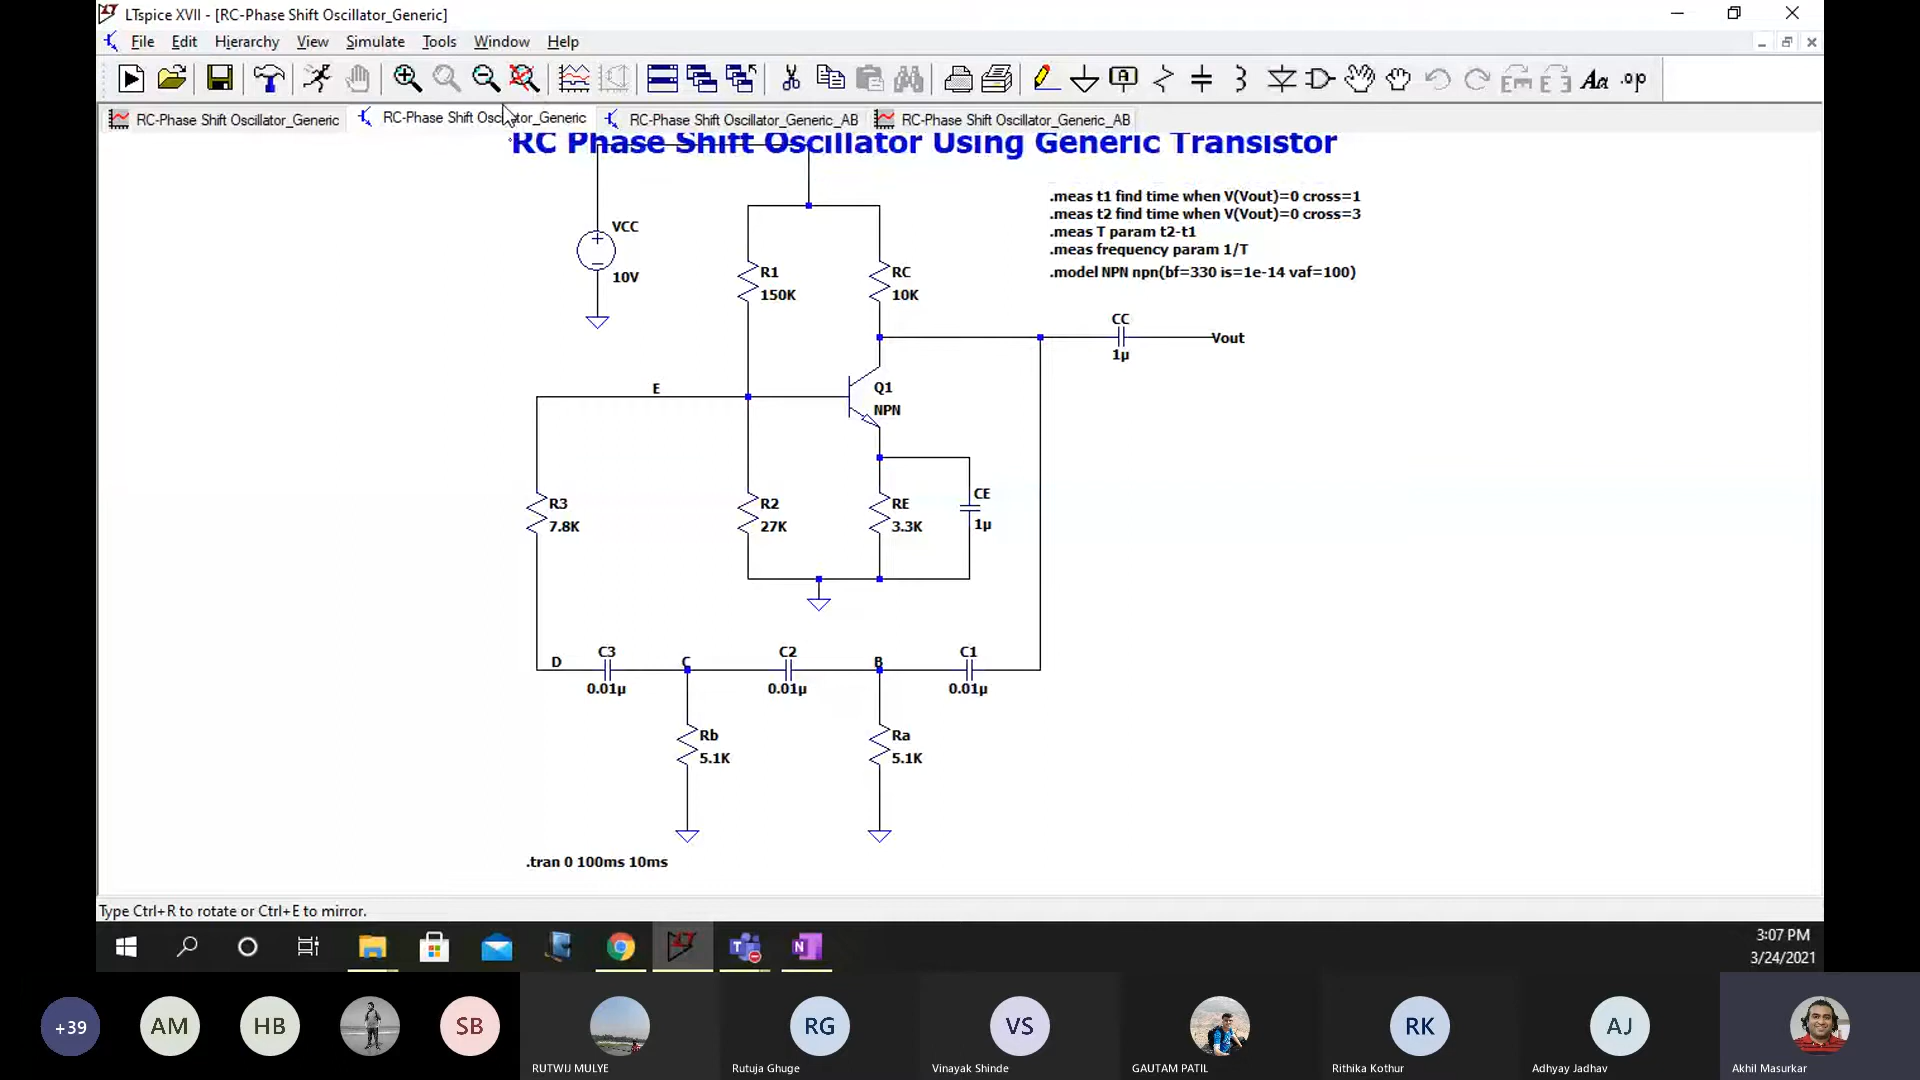 LTspice XVII - [RC-Phase Shift Oscillator_Generic]
File Edit Hierarchy View Simulate Tools Window Help
A Aa .op
RC-Phase Shift Oscillator_Generic RC-Phase Shift Oscillator_Generic RC-Phase Shift Oscillator_Generic_AB RC-Phase Shift Oscillator_Generic_AB
RC Phase Shift Oscillator Using Generic Transistor
.meas t1 find time when V(Vout)=0 cross=1
.meas t2 find time when V(Vout)=0 cross=3
.meas T param t2-t1
.meas frequency param 1/T
.model NPN npn(bf=330 is=1e-14 vaf=100)
VCC
10V
R1
150K
RC
10K
CC
1µ
Vout
E
Q1
NPN
R3
7.8K
R2
27K
RE
3.3K
CE
1µ
D
C3
0.01µ
C
C2
0.01µ
B
C1
0.01µ
Rb
5.1K
Ra
5.1K
.tran 0 100ms 10ms
Type Ctrl+R to rotate or Ctrl+E to mirror.
N
3:07 PM
3/24/2021
+39
AM
HB
SB
RUTWIJ MULYE
RG
Rutuja Ghuge
VS
Vinayak Shinde
GAUTAM PATIL
RK
Rithika Kothur
AJ
Adhyay Jadhav
Akhil Masurkar